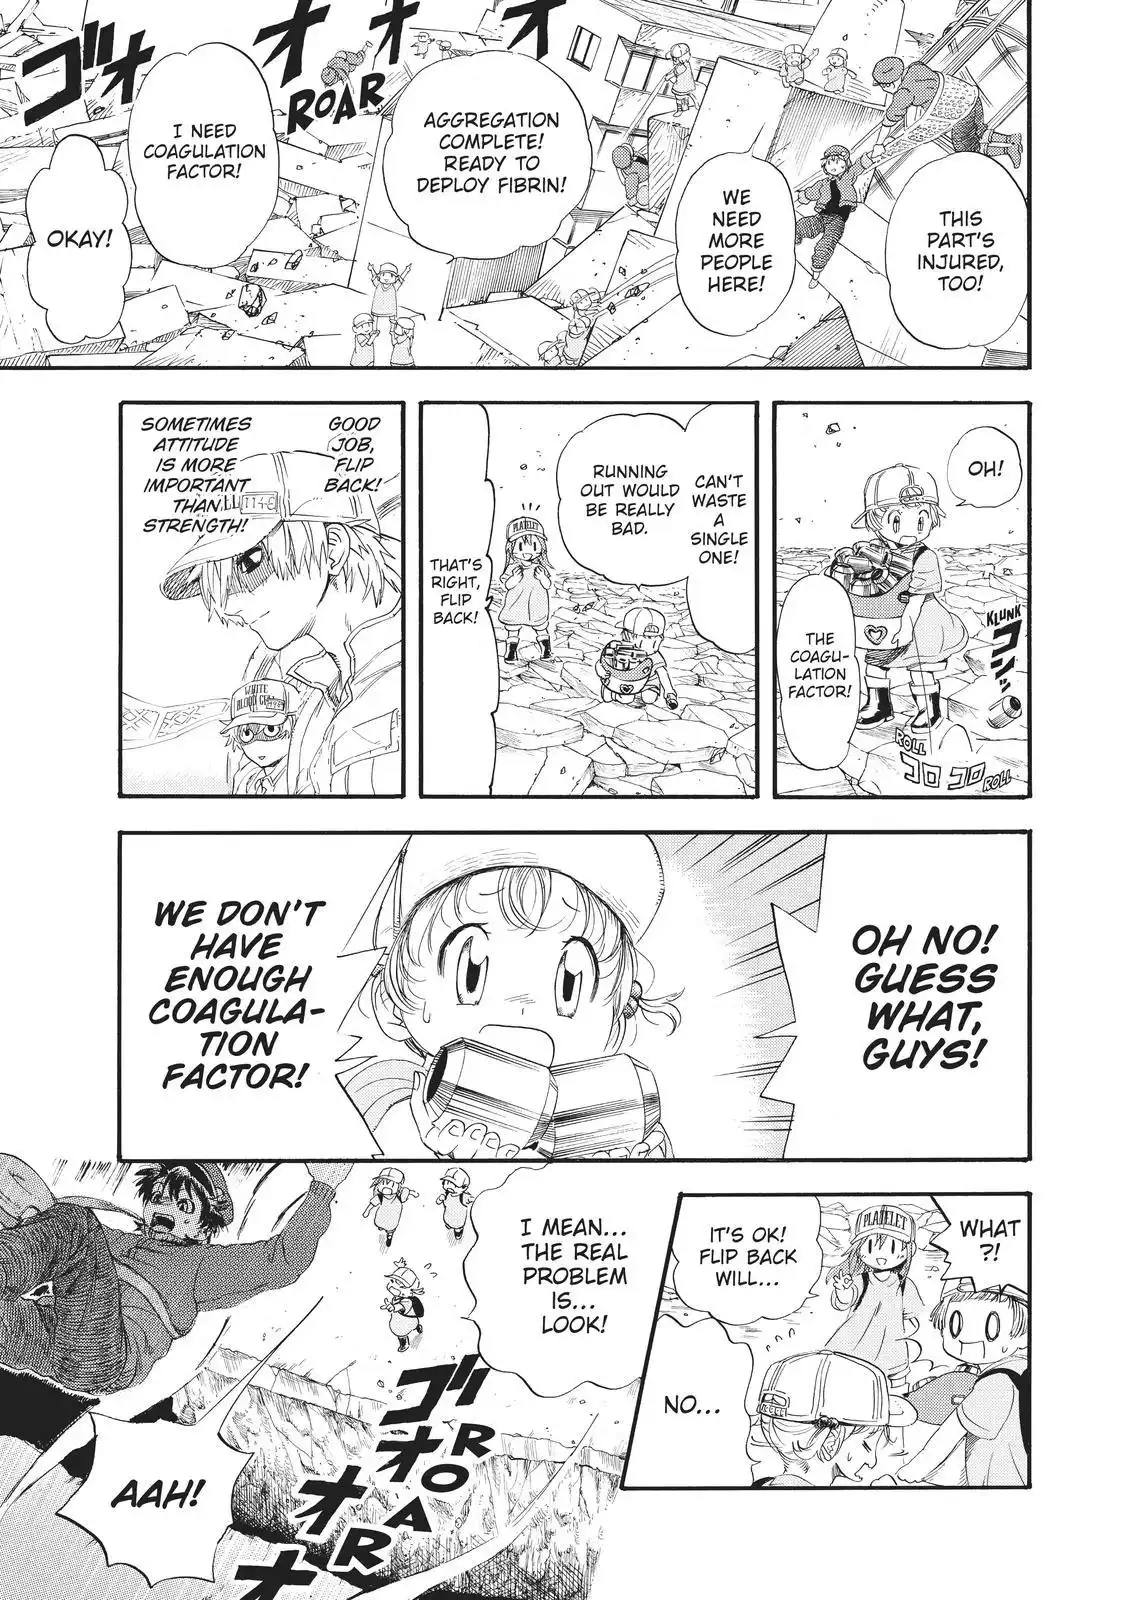 THIS
PART'S
INJURED,
TOO!
WE
NEED
MORE
PEOPLE
HERE!
AGGREGATION
COMPLETE!
READY TO
DEPLOY FIBRIN!
ゴオオオオ
ROAR
I NEED
COAGULATION
FACTOR!
OKAY!
OH!
THE
COAGU-
LATION
FACTOR!
KLUNK
コンッ
ROLL
コロ コロ
ROLL
CAN'T
WASTE
A
SINGLE
ONE!
RUNNING
OUT WOULD
BE REALLY
BAD.
PLATELET
THAT'S
RIGHT,
FLIP
BACK!
GOOD
JOB,
FLIP
BACK!
SOMETIMES
ATTITUDE
IS MORE
IMPORTANT
THAN
STRENGTH!
WHITE
BLOOD CELL
OH NO!
GUESS
WHAT,
GUYS!
WE DON'T
HAVE
ENOUGH
COAGULA-
TION
FACTOR!
WHAT
?!
PLATELET
IT'S OK!
FLIP BACK
WILL...
NO...
I MEAN...
THE REAL
PROBLEM
IS...
LOOK!
ゴオオオ
ROAR
AAH!